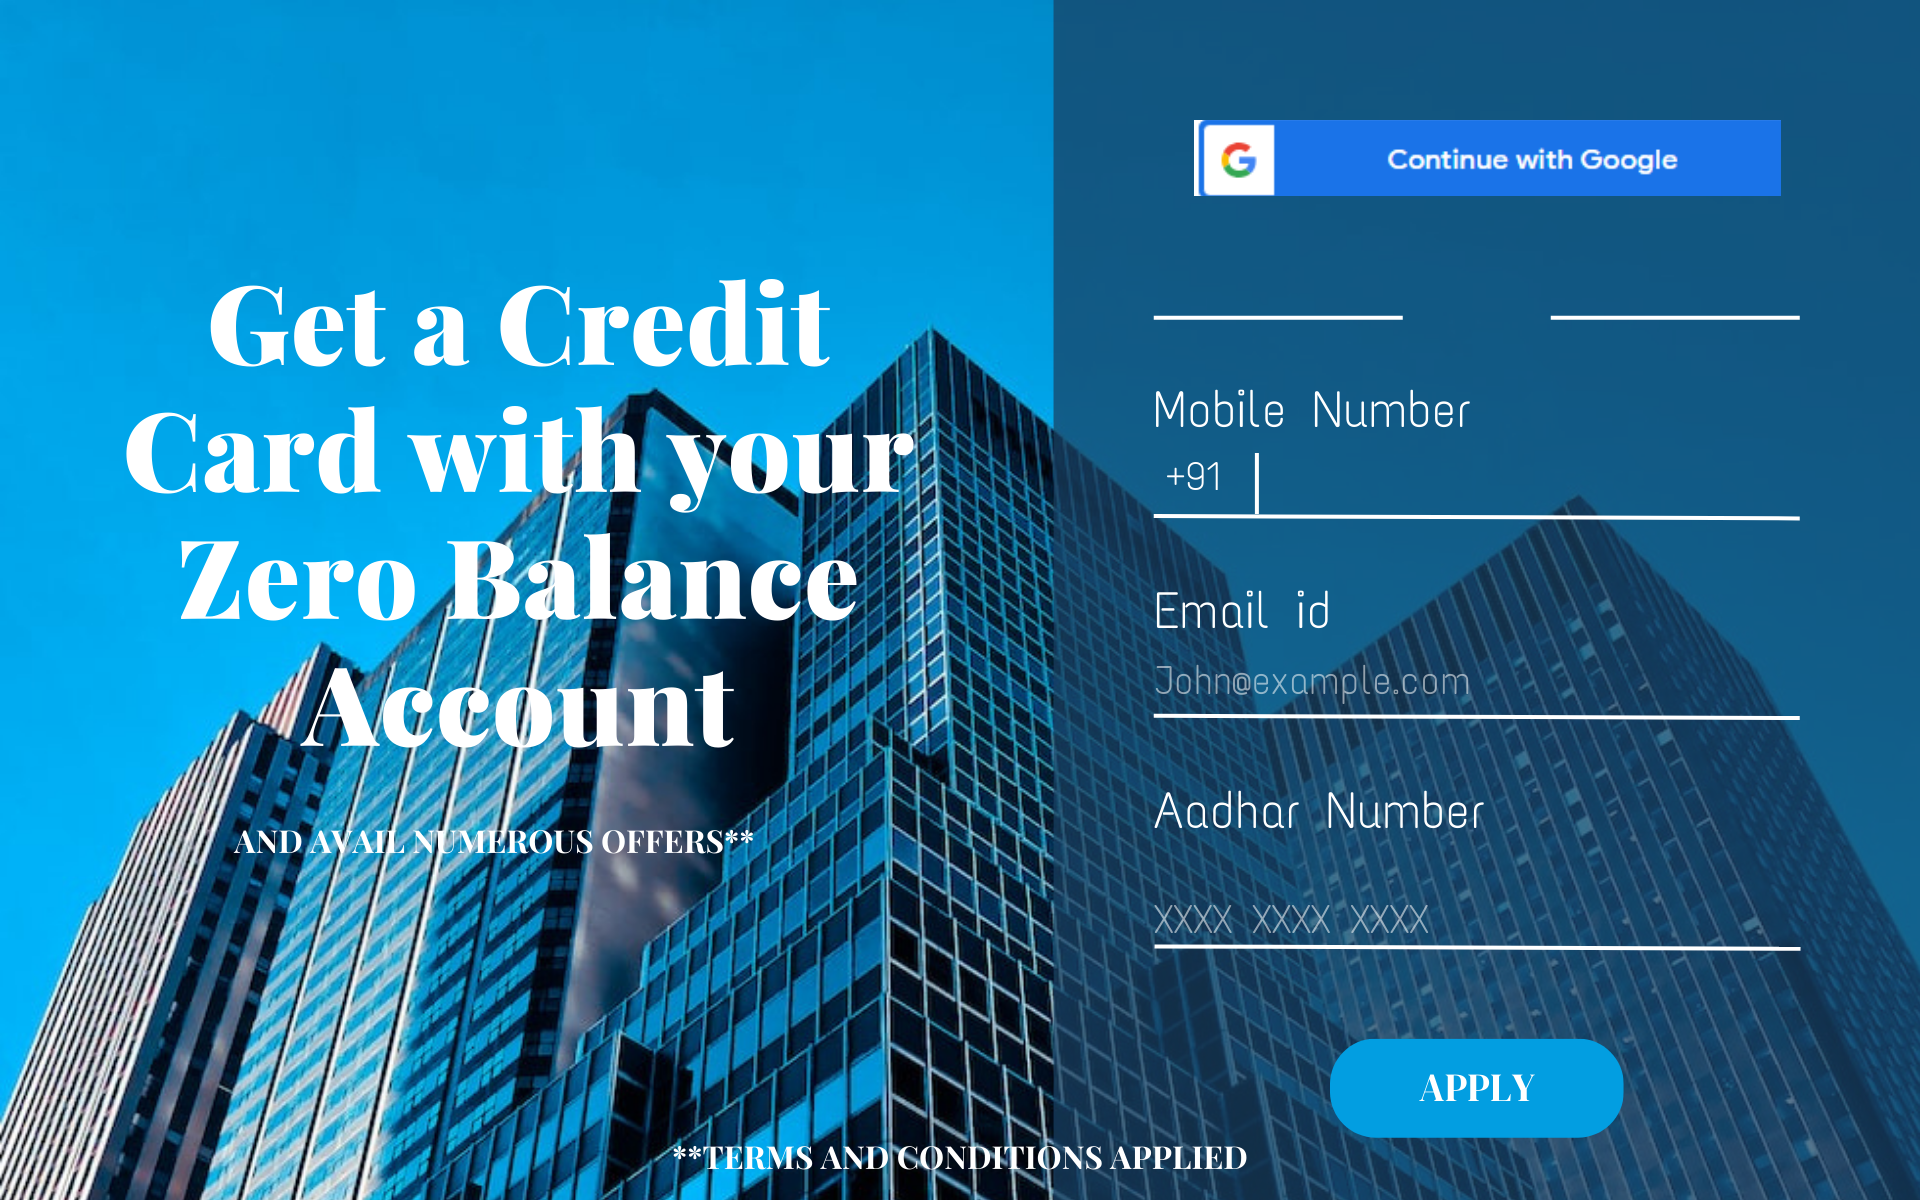 Get a Credit
Card with your
Zero Balance
Account
AND AVAIL NUMEROUS OFFERS**
G
Continue with Google
Mobile Number
+91
Email id
John@example.com
Aadhar Number
XXXX XXXX XXXX
APPLY
**TERMS AND CONDITIONS APPLIED